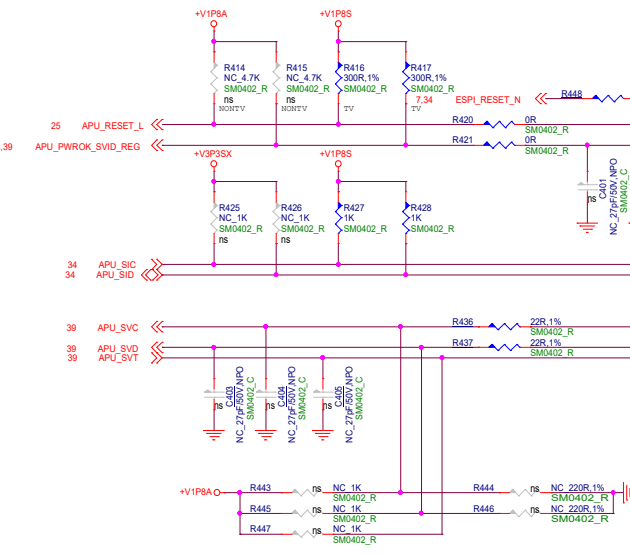 +V1P8A
+V1P8S
R414
NC_4.7K
SM0402_R
ns
NONTV
R415
NC_4.7K
SM0402_R
ns
NONTV
R416
300R,1%
SM0402_R
TV
R417
300R,1%
SM0402_R
7,34
TV
ESPI_RESET_N
R448
25 APU_RESET_L
R420
0R
SM0402_R
,39 APU_PWROK_SVID_REG
R421
0R
SM0402_R
+V3P3SX
+V1P8S
R425
NC_1K
SM0402_R
ns
R426
NC_1K
SM0402_R
ns
R427
1K
SM0402_R
R428
1K
SM0402_R
ns
C401
NC_27pF/50V,NPO
SM0402_C
34 APU_SIC
34 APU_SID
39 APU_SVC
R436
22R,1%
SM0402_R
39 APU_SVD
R437
22R,1%
SM0402_R
39 APU_SVT
ns
C403
NC_27pF/50V,NPO
SM0402_C
ns
C404
NC_27pF/50V,NPO
SM0402_C
ns
C405
NC_27pF/50V,NPO
SM0402_C
+V1P8A
R443
ns
NC_1K
SM0402_R
R444
ns
NC_220R,1%
SM0402_R
R445
ns
NC_1K
SM0402_R
R446
ns
NC_220R,1%
SM0402_R
R447
ns
NC_1K
SM0402_R